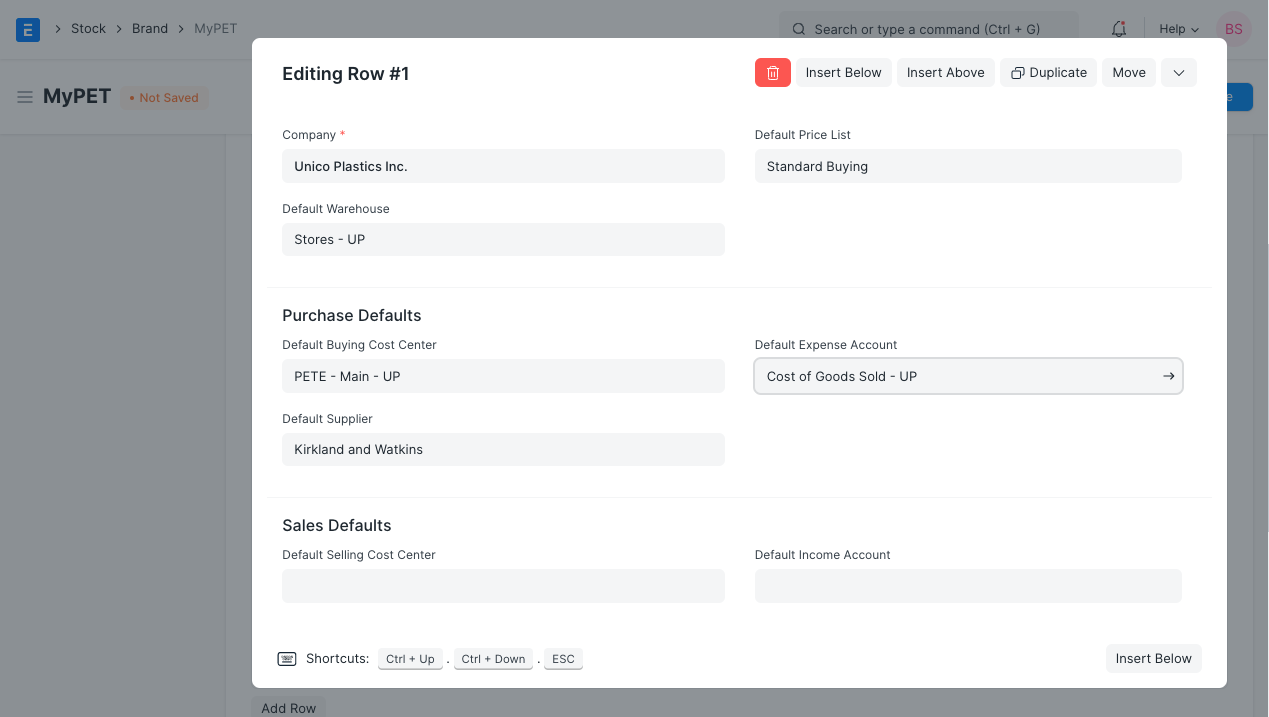 E Stock Brand MyPET Search or type a command (Ctrl + G) Help BS
MyPET Not Saved
Editing Row #1
Insert Below Insert Above Duplicate Move
Company * Default Price List
Unico Plastics Inc. Standard Buying
Default Warehouse
Stores - UP
Purchase Defaults
Default Buying Cost Center Default Expense Account
PETE - Main - UP Cost of Goods Sold - UP
Default Supplier
Kirkland and Watkins
Sales Defaults
Default Selling Cost Center Default Income Account
Shortcuts: Ctrl + Up . Ctrl + Down . ESC Insert Below
Add Row